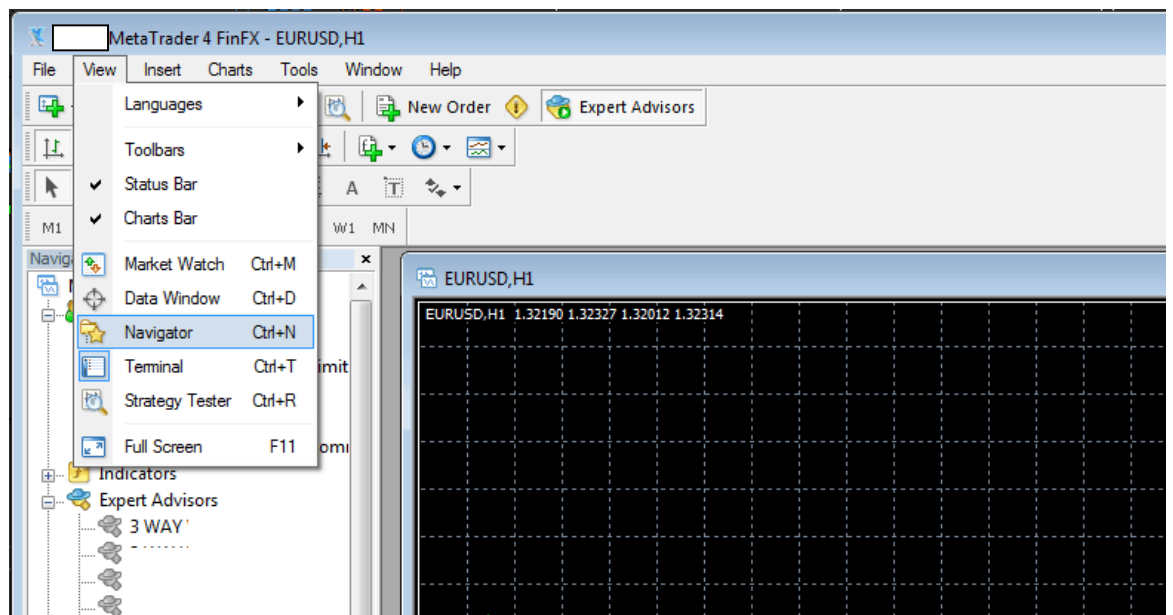 MetaTrader 4 FinFX - EURUSD,H1
File View Insert Charts Tools Window Help
Languages
New Order Expert Advisors
Toolbars
Status Bar
A T
Charts Bar
M1 W1 MN
Market Watch Ctrl+M
EURUSD,H1
Data Window Ctrl+D
EURUSD,H1 1.32190 1.32327 1.32012 1.32314
Navigator Ctrl+N
Terminal Ctrl+T
Strategy Tester Ctrl+R
Full Screen F11
Indicators
Expert Advisors
3 WAY